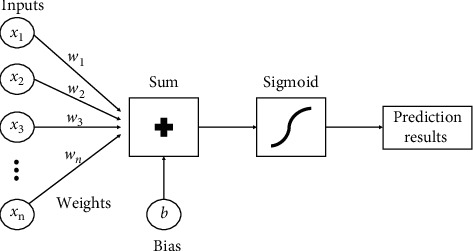 Inputs
x1
w1
x2
w2
Sum
Sigmoid
x3
w3
Prediction
results
wn
xn
Weights
b
Bias